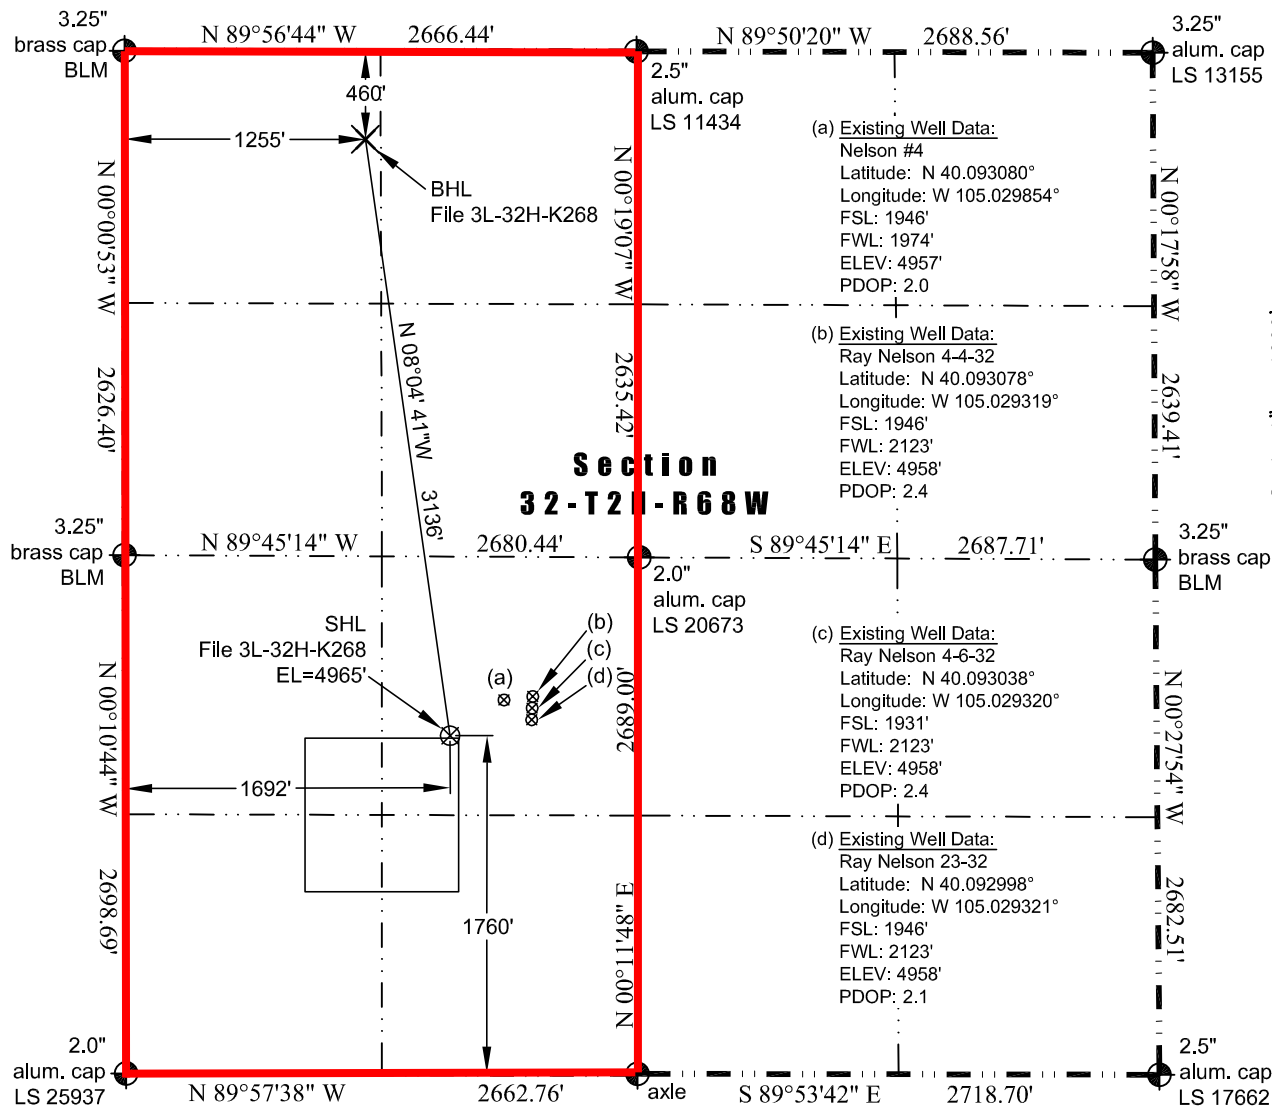 3.25"
brass cap
BLM
N 89°56'44" W
2666.44'
N 89°50'20" W
2688.56'
3.25"
alum. cap
LS 13155
2.5"
alum. cap
LS 11434
460'
1255'
BHL
File 3L-32H-K268
N 00°00'53" W
2626.40'
N 00°19'07" W
2635.42'
N 00°17'58" W
2639.41'
(a) Existing Well Data:
Nelson #4
Latitude: N 40.093080°
Longitude: W 105.029854°
FSL: 1946'
FWL: 1974'
ELEV: 4957'
PDOP: 2.0
(b) Existing Well Data:
Ray Nelson 4-4-32
Latitude: N 40.093078°
Longitude: W 105.029319°
FSL: 1946'
FWL: 2123'
ELEV: 4958'
PDOP: 2.4
N 08°04' 41"W
3136'
Section
32-T2N-R68W
3.25"
brass cap
BLM
N 89°45'14" W
2680.44'
S 89°45'14" E
2687.71'
3.25"
brass cap
BLM
2.0"
alum. cap
LS 20673
SHL
File 3L-32H-K268
EL=4965'
(a)
(b)
(c)
(d)
N 00°10'44" W
2698.69'
2689.00'
N 00°11'48" E
N 00°27'54" W
2682.51'
(c) Existing Well Data:
Ray Nelson 4-6-32
Latitude: N 40.093038°
Longitude: W 105.029320°
FSL: 1931'
FWL: 2123'
ELEV: 4958'
PDOP: 2.4
(d) Existing Well Data:
Ray Nelson 23-32
Latitude: N 40.092998°
Longitude: W 105.029321°
FSL: 1946'
FWL: 2123'
ELEV: 4958'
PDOP: 2.1
1692'
1760'
2.0"
alum. cap
LS 25937
N 89°57'38" W
2662.76'
axle
S 89°53'42" E
2718.70'
2.5"
alum. cap
LS 17662